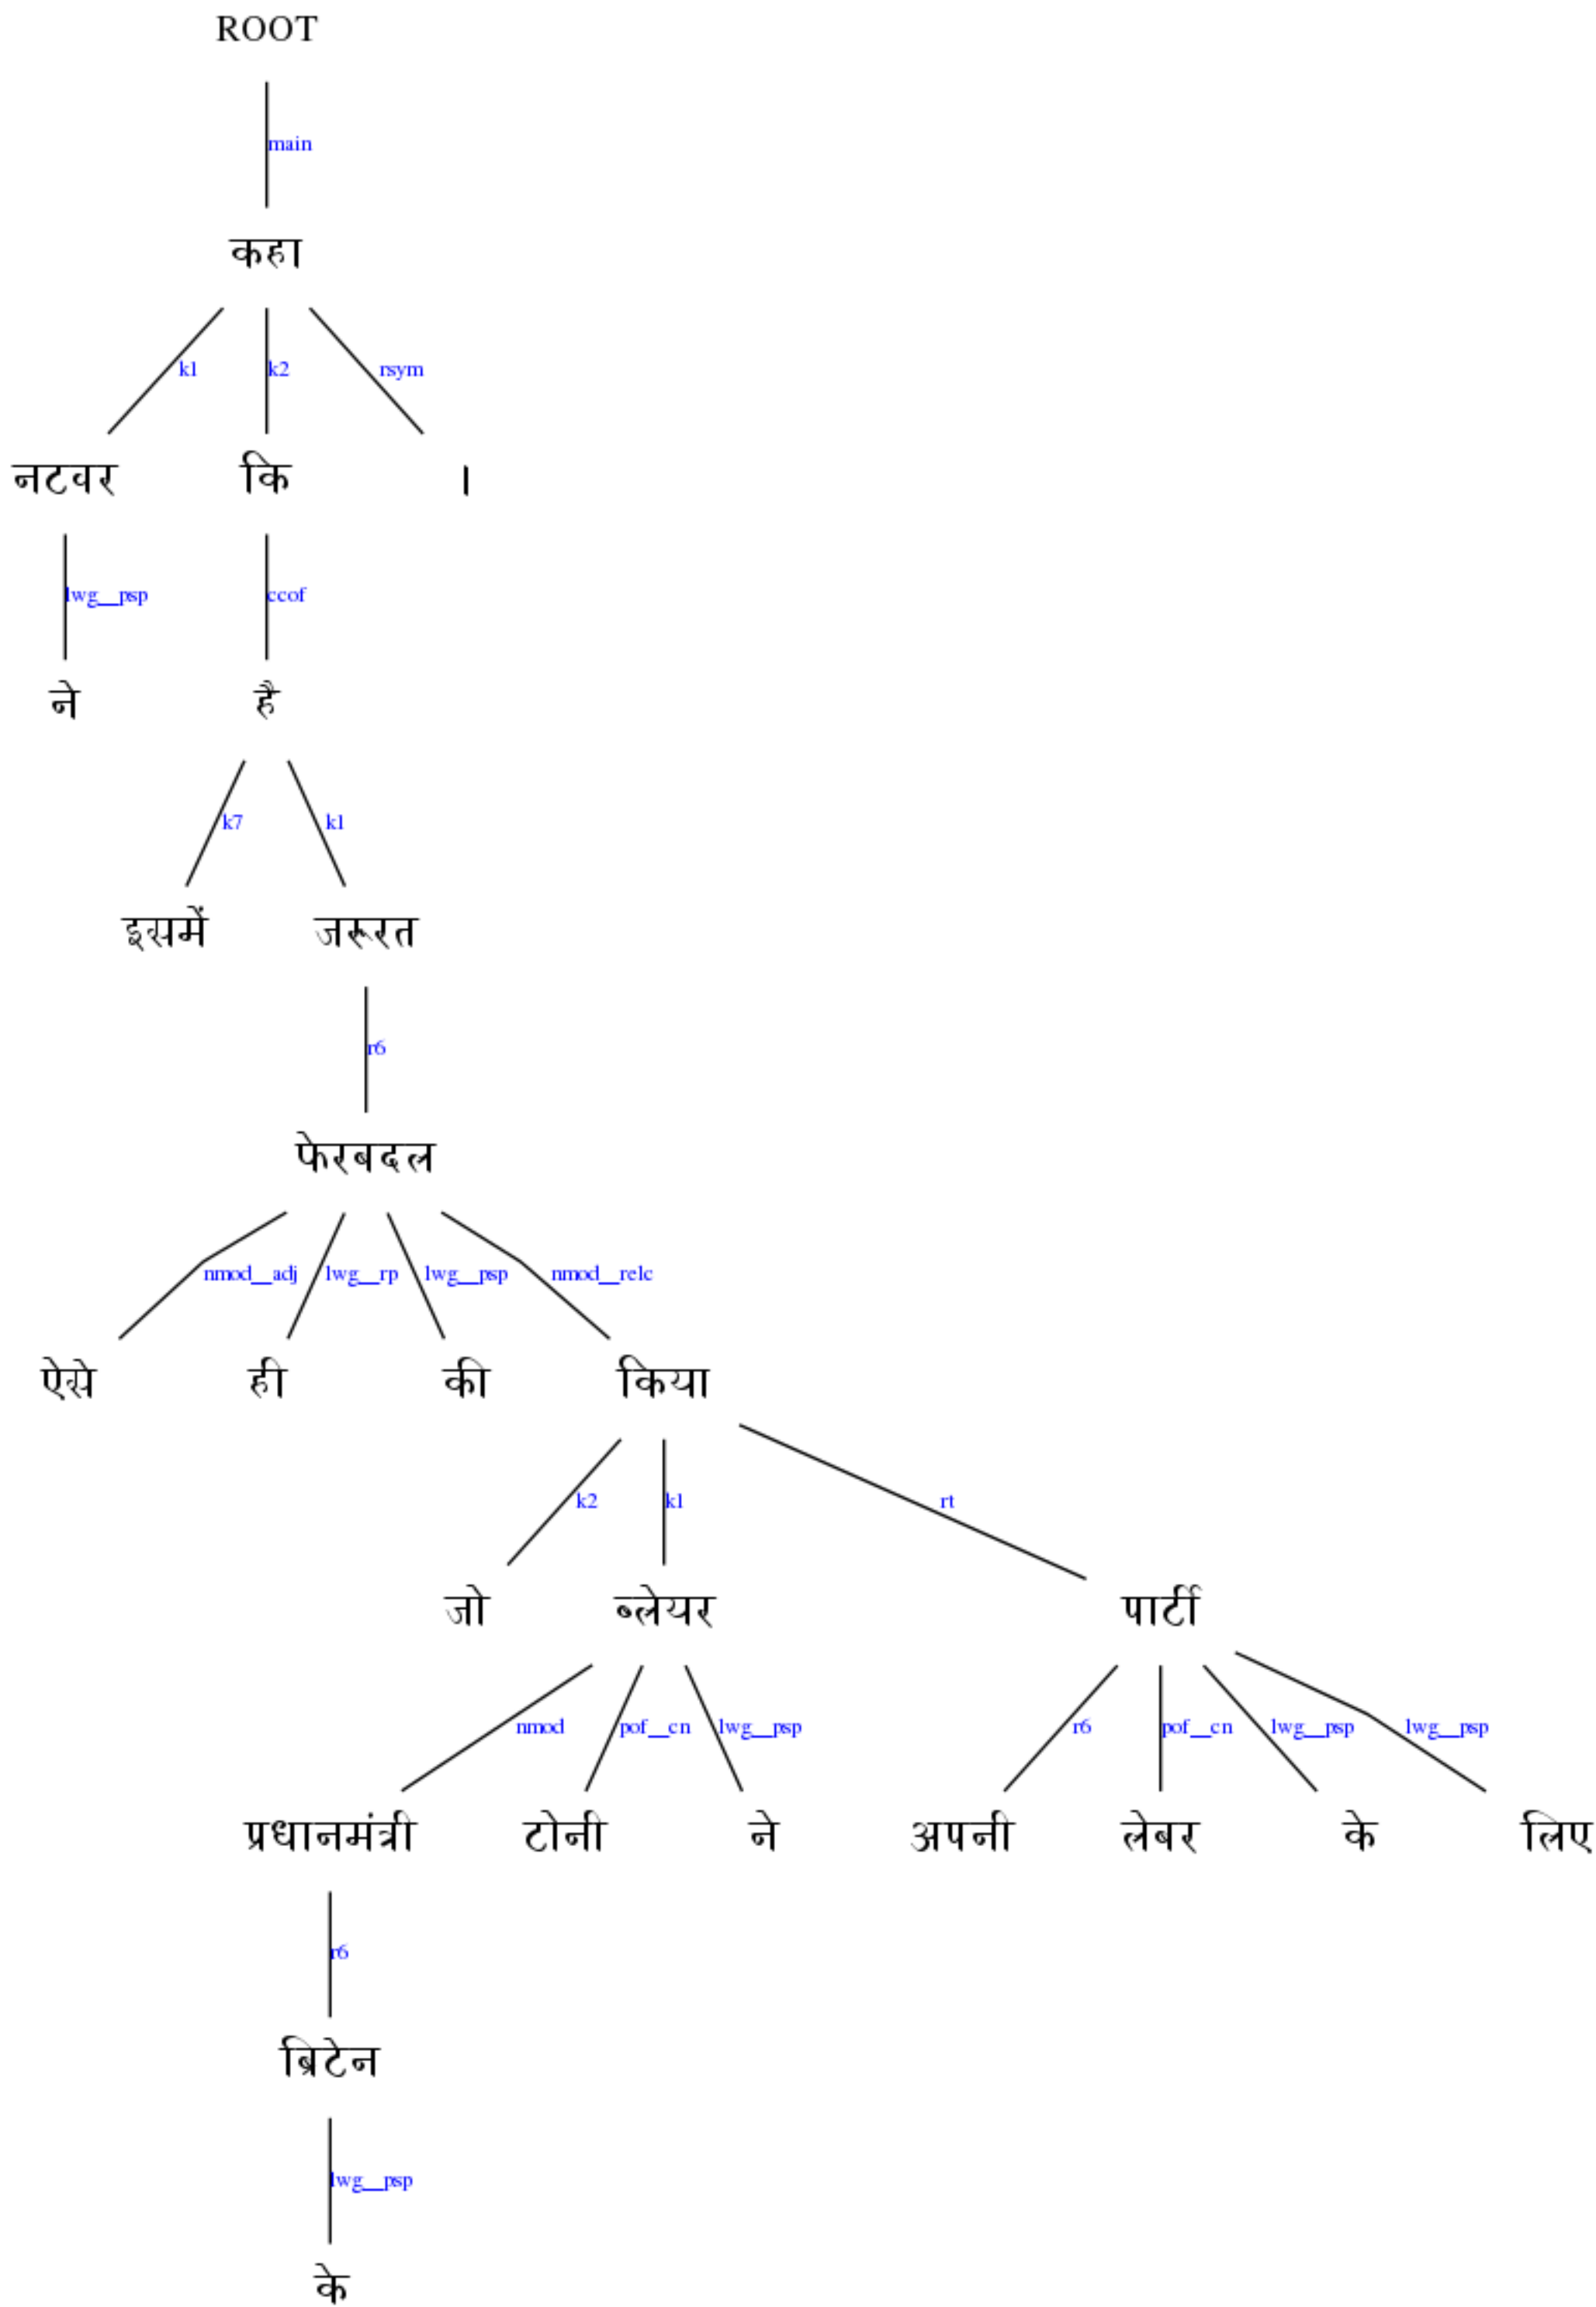 ROOT
main
कहा
k1 k2 rsym
नटवर कि ।
lwg__psp ccof
ने है
k7 k1
इसमें जरूरत
r6
फेरबदल
nmod__adj lwg__rp lwg__psp nmod__relc
ऐसे ही की किया
k2 k1 rt
जो ब्लेयर पार्टी
nmod pof__cn lwg__psp r6 pof__cn lwg__psp lwg__psp
प्रधानमंत्री टोनी ने अपनी लेबर के लिए
r6
ब्रिटेन
lwg__psp
के